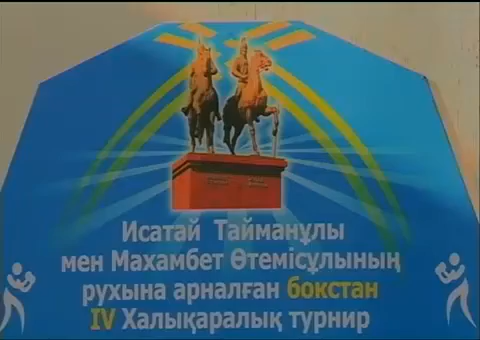 Исатай Тайманұлы
мен Махамбет Өтемісұлының
рухына арналған бокстан
IV Халықаралық турнир